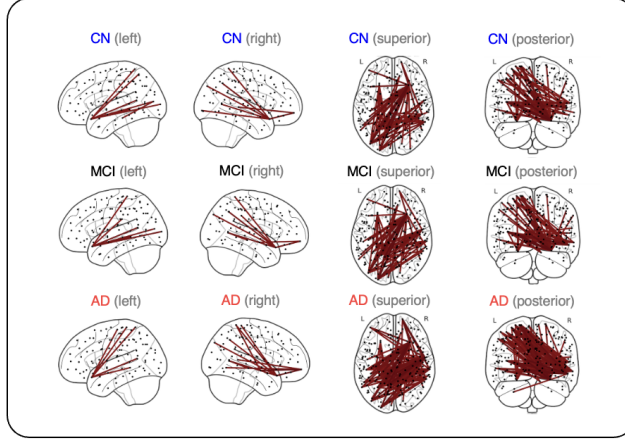 CN (left) CN (right) CN (superior) CN (posterior)
L R L R
MCI (left) MCI (right) MCI (superior) MCI (posterior)
L R L R
AD (left) AD (right) AD (superior) AD (posterior)
L R L R